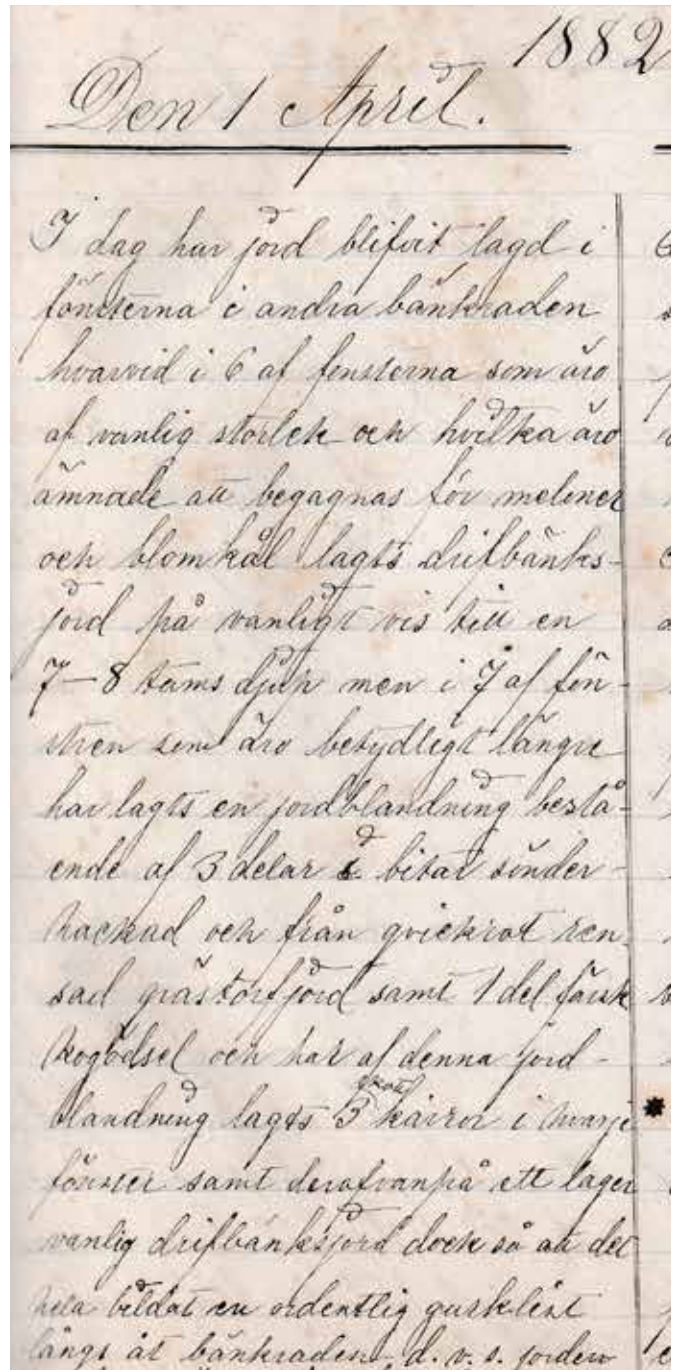 1882
Den 1 April.
I dag har jord blifvit lagd i
fönsterna i andra bänkraden
hvarvid i 6 af fensterna som äro
af vanlig storlek och hvilka äro
ämnade att begagnas för meloner
och blomkål lagts drifbänks-
jord på vanligt vis till en
7–8 tums djup men i 7 af fön-
stren som äro betydligt längre
har lagts en jordblandning bestå-
ende af 3 delar i bitar sönder-
hackad och från qvickrot ren-
sad grästorfjord samt 1 del färsk
kogödsel och har af denna jord-
blandning lagts 3 kärror i hvarje
fönster samt derofvanpå ett lager
vanlig drifbänksjord dock så att det
hela bildat en ordentlig gurklist
längs åt bänkraden, d. v. s. jorden